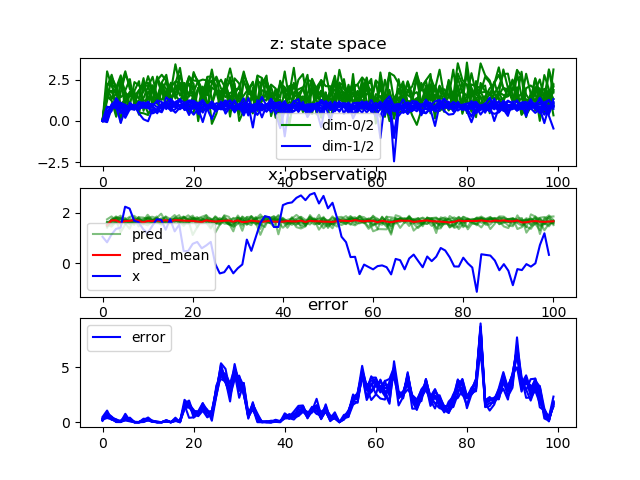 z: state space
2.5
0.0
−2.5
dim-0/2
dim-1/2
0 20 40 60 80 100
x: observation
2
0
pred
pred_mean
x
0 20 40 60 80 100
error
5
0
error
0 20 40 60 80 100